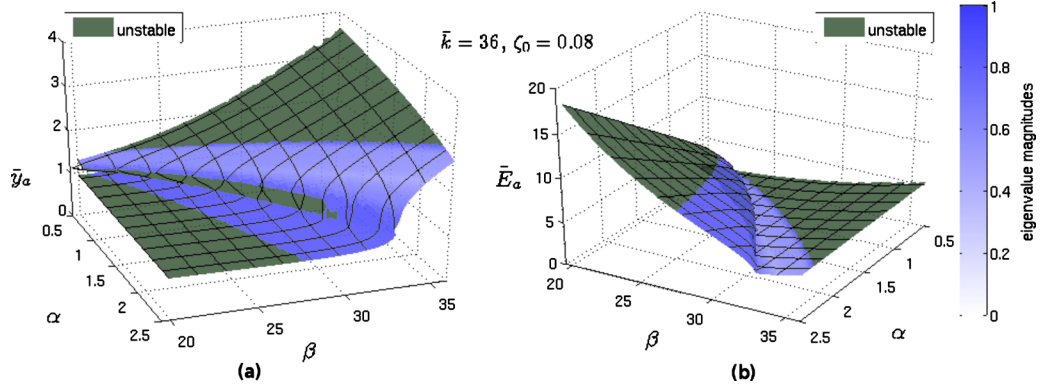 unstable
k̄ = 36, ζ₀ = 0.08
unstable
4
3
2
1
0
ȳₐ
0.5
1
1.5
2
2.5
α
20
25
30
35
β
(a)
20
15
10
5
0
Ēₐ
20
25
30
35
β
0.5
1
1.5
2
2.5
α
(b)
1
0.8
0.6
0.4
0.2
0
eigenvalue magnitudes